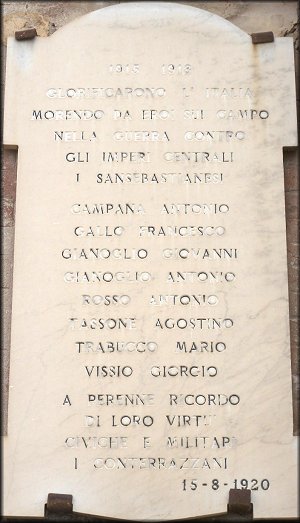 1915 1918
GLORIFICARONO L'ITALIA
MORENDO DA EROI SUL CAMPO
NELLA GUERRA CONTRO
GLI IMPERI CENTRALI
I SANSEBASTIANESI
CAMPANA ANTONIO
GALLO FRANCESCO
GIANOGLIO GIOVANNI
GIANOGLIO ANTONIO
ROSSO ANTONIO
TASSONE AGOSTINO
TRABUCCO MARIO
VISSIO GIORGIO
A PERENNE RICORDO
DI LORO VIRTU'
CIVICHE E MILITARI
I CONTERRAZZANI
15-8-1920